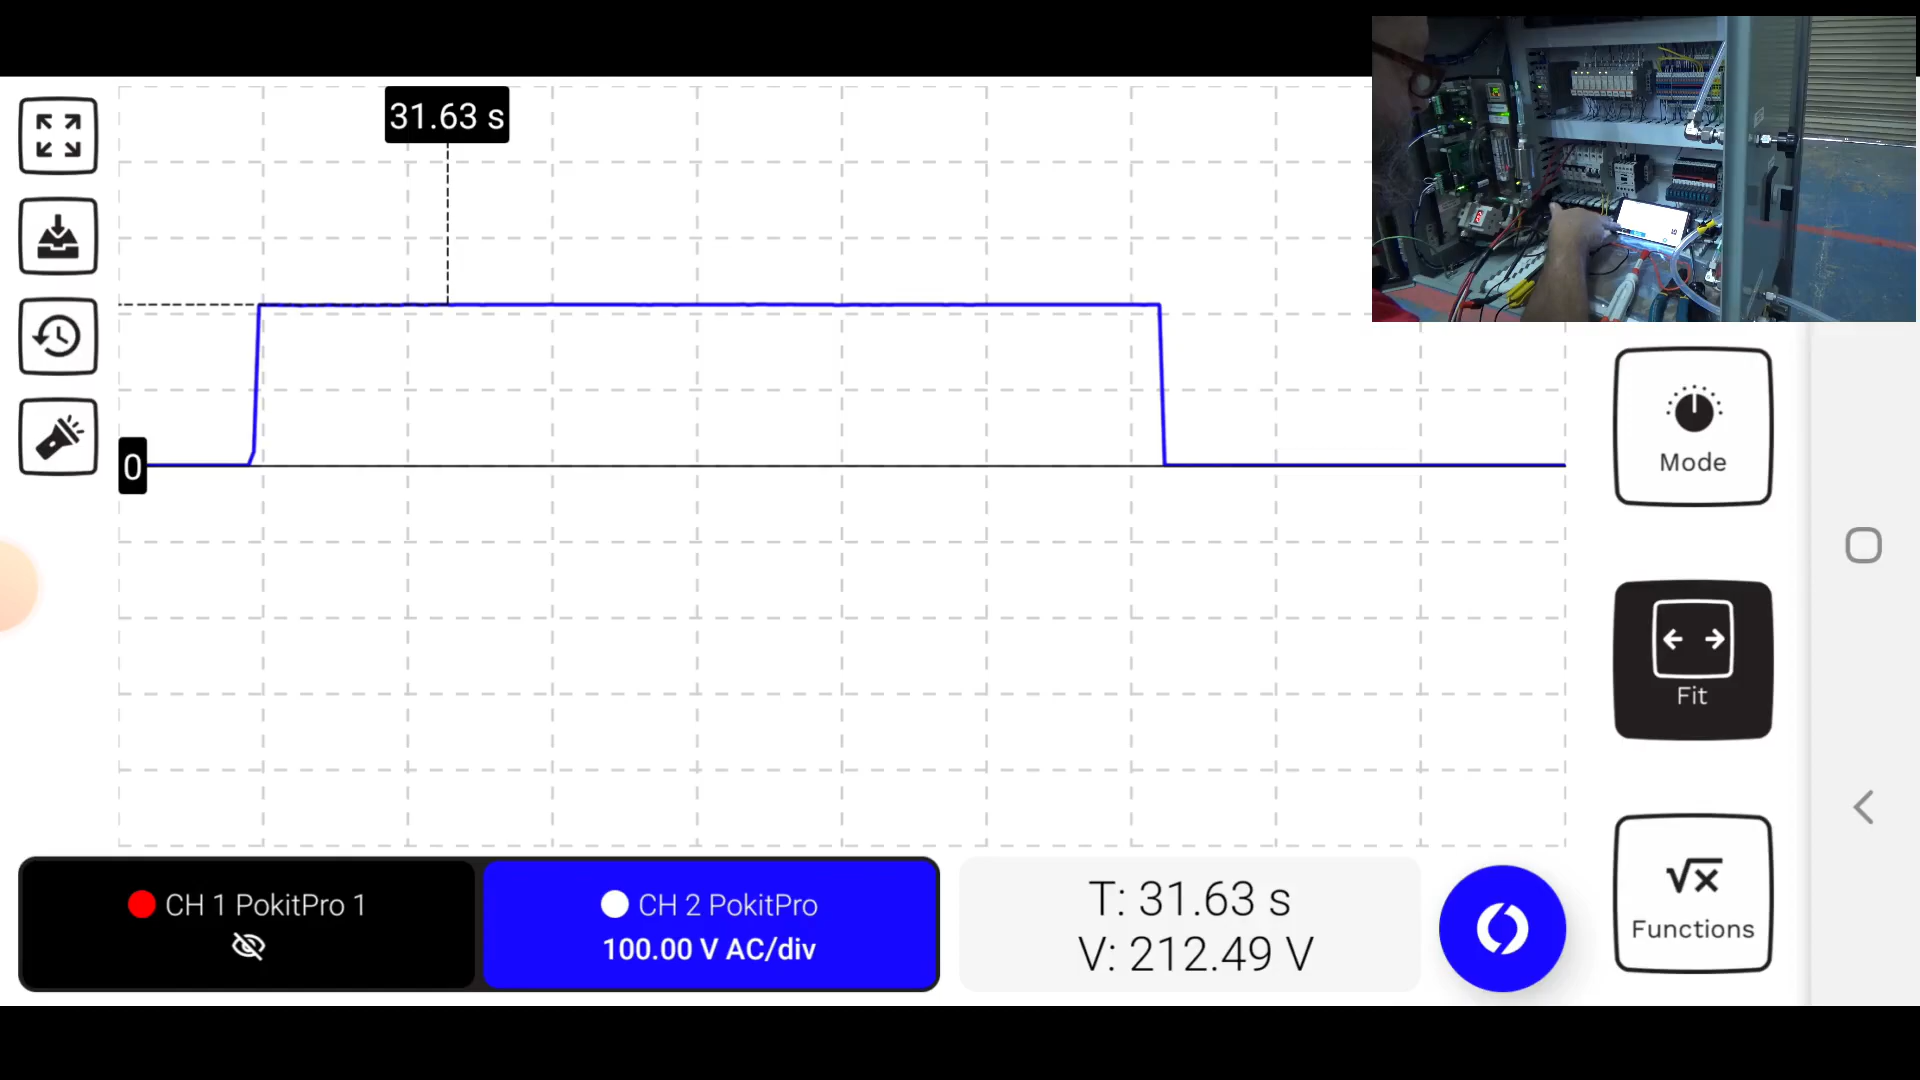 31.63 s
0
Mode
Fit
CH 1 PokitPro 1
CH 2 PokitPro
100.00 V AC/div
T: 31.63 s
V: 212.49 V
√x
Functions